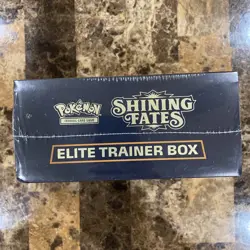 Pokémon
TRADING CARD GAME
SHINING
FATES
ELITE TRAINER BOX